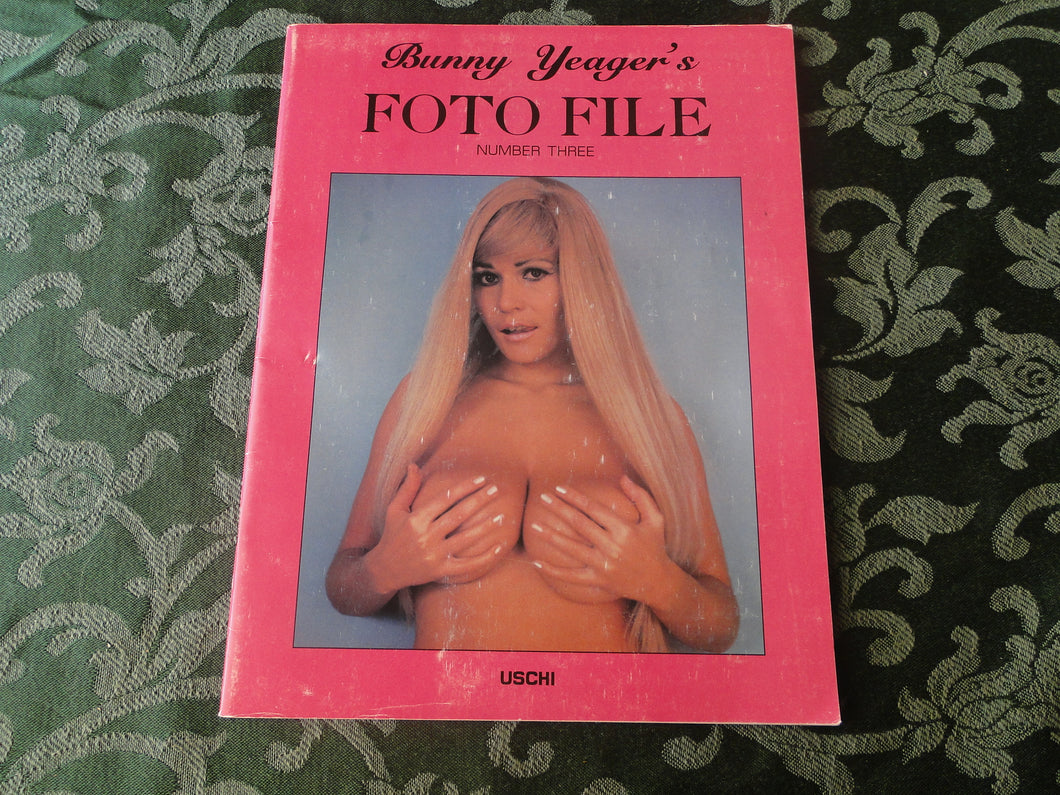 Bunny Yeager's
FOTO FILE
NUMBER THREE
USCHI